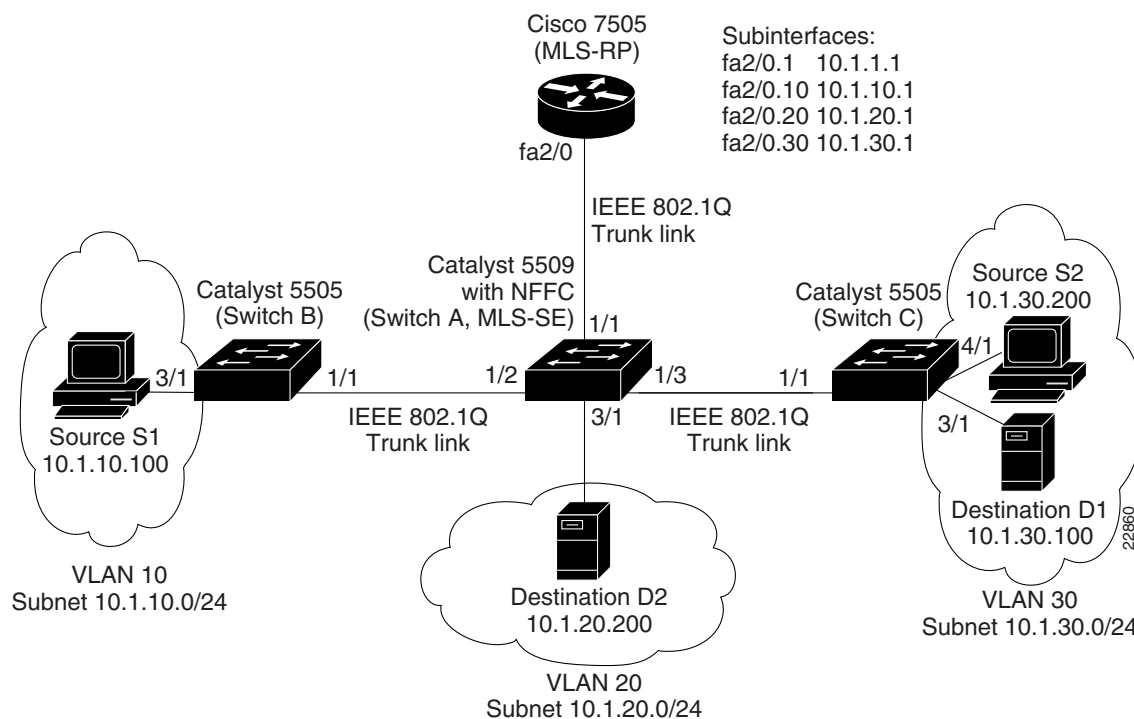 Cisco 7505
(MLS-RP)
Subinterfaces:
fa2/0.1 10.1.1.1
fa2/0.10 10.1.10.1
fa2/0.20 10.1.20.1
fa2/0.30 10.1.30.1
fa2/0
IEEE 802.1Q
Trunk link
Catalyst 5505
(Switch B)
Catalyst 5509
with NFFC
(Switch A, MLS-SE)
Catalyst 5505
(Switch C)
Source S2
10.1.30.200
1/1
4/1
3/1
1/1
1/2
1/3
1/1
IEEE 802.1Q
Trunk link
3/1
IEEE 802.1Q
Trunk link
3/1
Source S1
10.1.10.100
Destination D1
10.1.30.100
22860
VLAN 10
Subnet 10.1.10.0/24
Destination D2
10.1.20.200
VLAN 30
Subnet 10.1.30.0/24
VLAN 20
Subnet 10.1.20.0/24